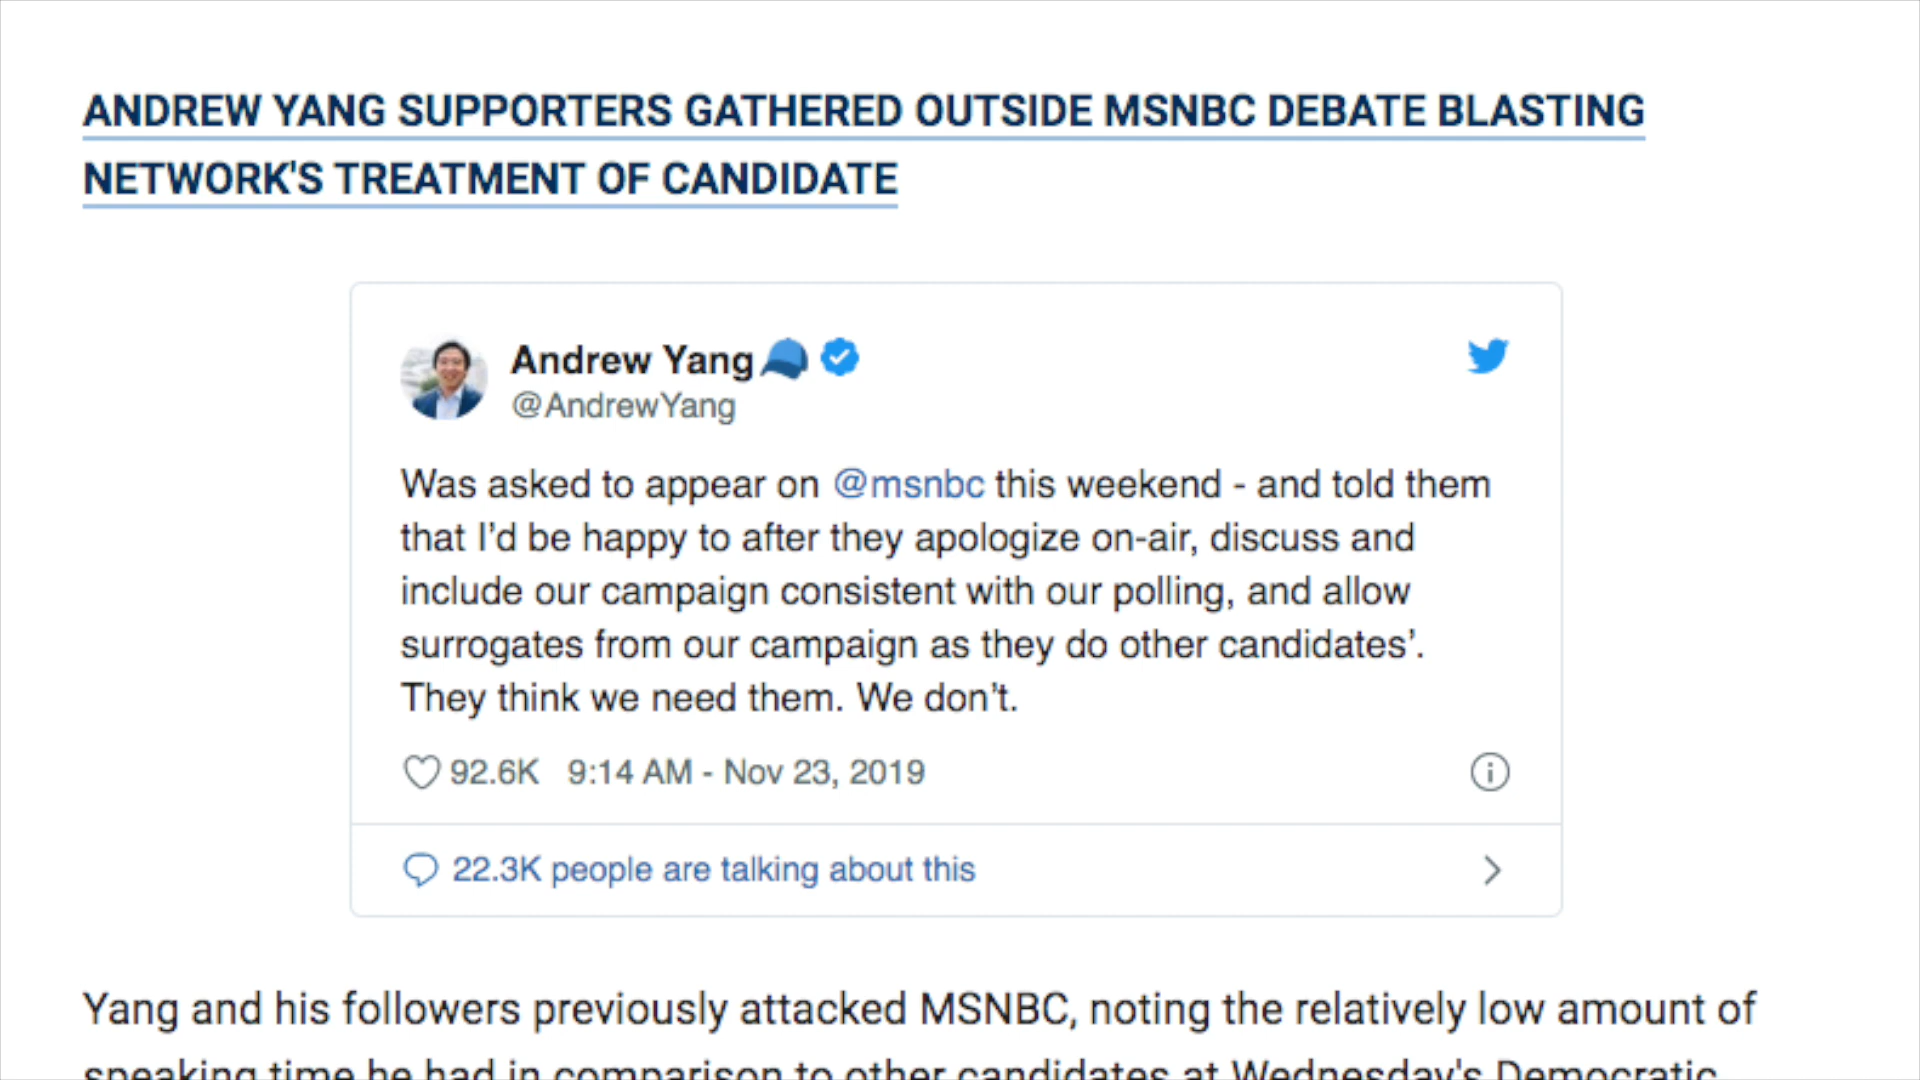 ANDREW YANG SUPPORTERS GATHERED OUTSIDE MSNBC DEBATE BLASTING
NETWORK'S TREATMENT OF CANDIDATE
Andrew Yang
@AndrewYang
Was asked to appear on @msnbc this weekend - and told them
that I’d be happy to after they apologize on-air, discuss and
include our campaign consistent with our polling, and allow
surrogates from our campaign as they do other candidates’.
They think we need them. We don’t.
92.6K 9:14 AM - Nov 23, 2019
22.3K people are talking about this
Yang and his followers previously attacked MSNBC, noting the relatively low amount of
speaking time he had in comparison to other candidates at Wednesday's Democratic